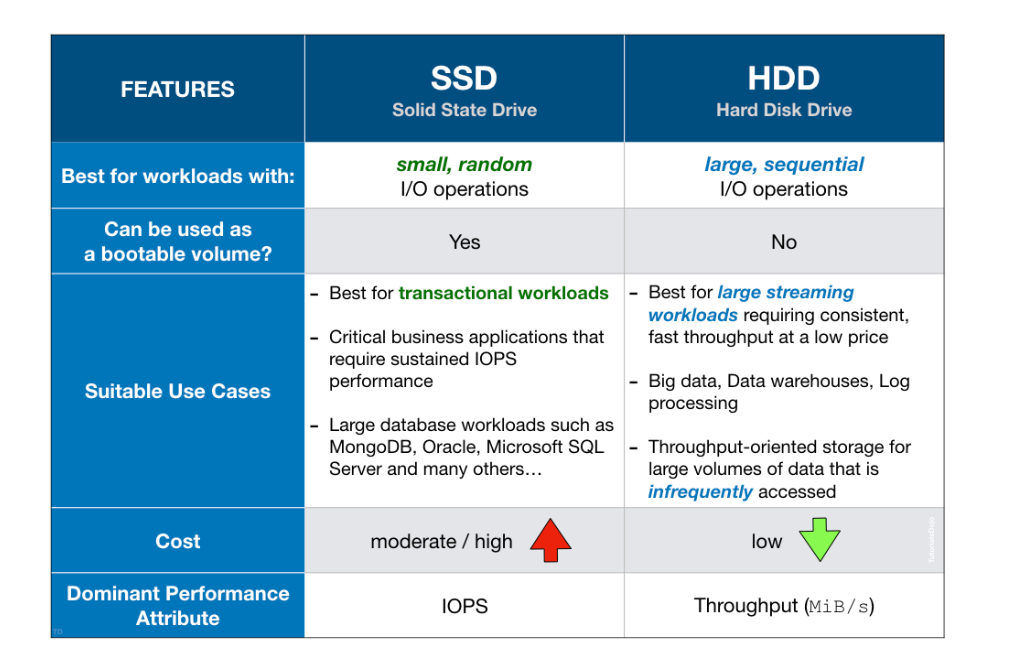 FEATURES
SSD
Solid State Drive
HDD
Hard Disk Drive
Best for workloads with:
small, random
I/O operations
large, sequential
I/O operations
Can be used as
a bootable volume?
Yes
No
Suitable Use Cases
– Best for transactional workloads
– Critical business applications that
require sustained IOPS
performance
– Large database workloads such as
MongoDB, Oracle, Microsoft SQL
Server and many others…
– Best for large streaming
workloads requiring consistent,
fast throughput at a low price
– Big data, Data warehouses, Log
processing
– Throughput-oriented storage for
large volumes of data that is
infrequently accessed
Cost
moderate / high
low
TutorialsDojo
Dominant Performance
Attribute
IOPS
Throughput (MiB/s)
TD